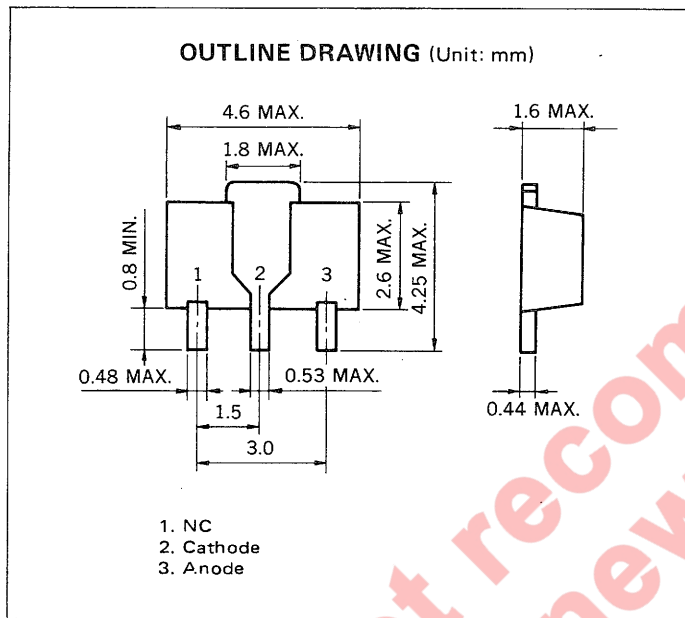 OUTLINE DRAWING (Unit: mm)
4.6 MAX.
1.6 MAX.
1.8 MAX.
0.8 MIN.
1 2 3
2.6 MAX.
4.25 MAX.
0.48 MAX.
0.53 MAX.
0.44 MAX.
1.5
3.0
1. NC
2. Cathode
3. Anode